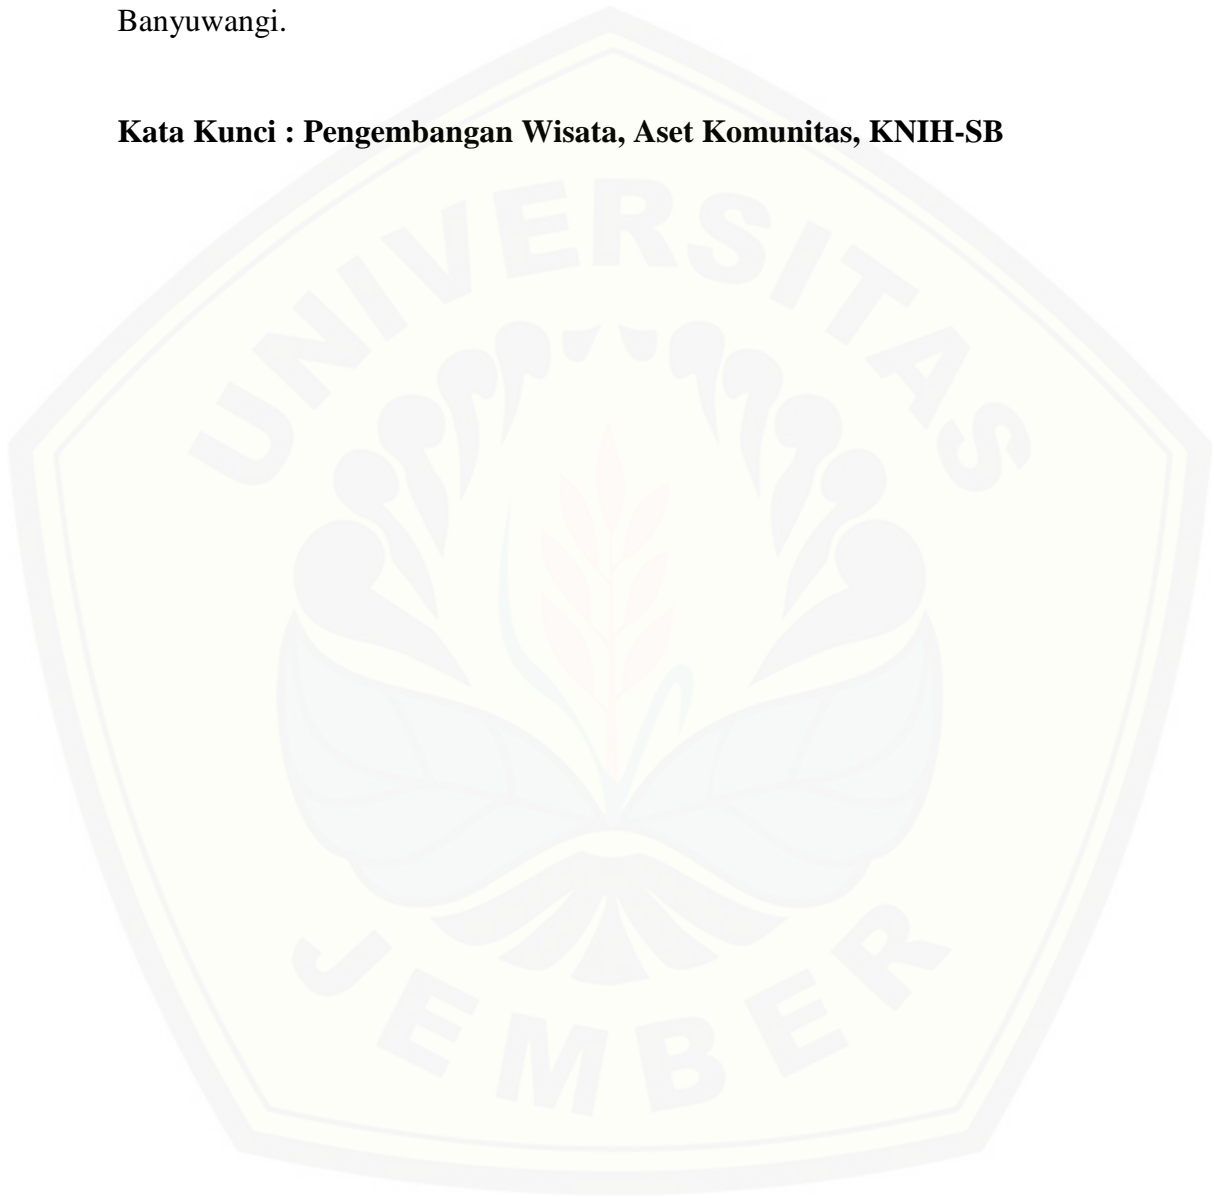 Banyuwangi.
Kata Kunci : Pengembangan Wisata, Aset Komunitas, KNIH-SB
UNIVERSITAS
JEMBER